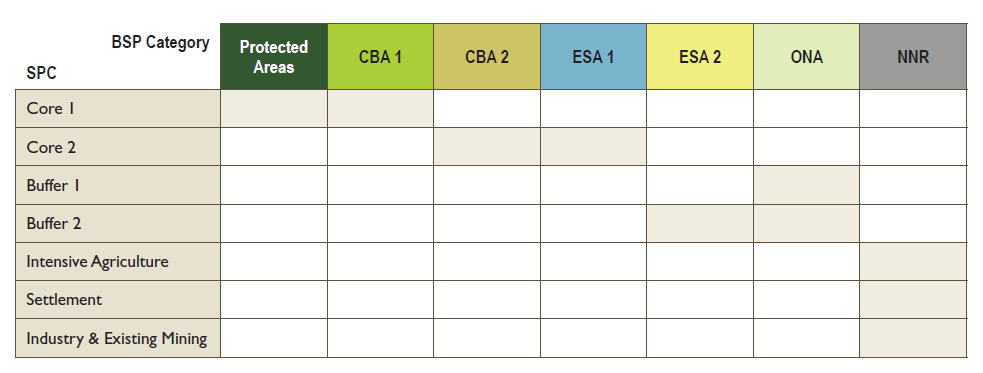 BSP Category
SPC
Protected
Areas
CBA 1
CBA 2
ESA 1
ESA 2
ONA
NNR
Core 1
Core 2
Buffer 1
Buffer 2
Intensive Agriculture
Settlement
Industry & Existing Mining